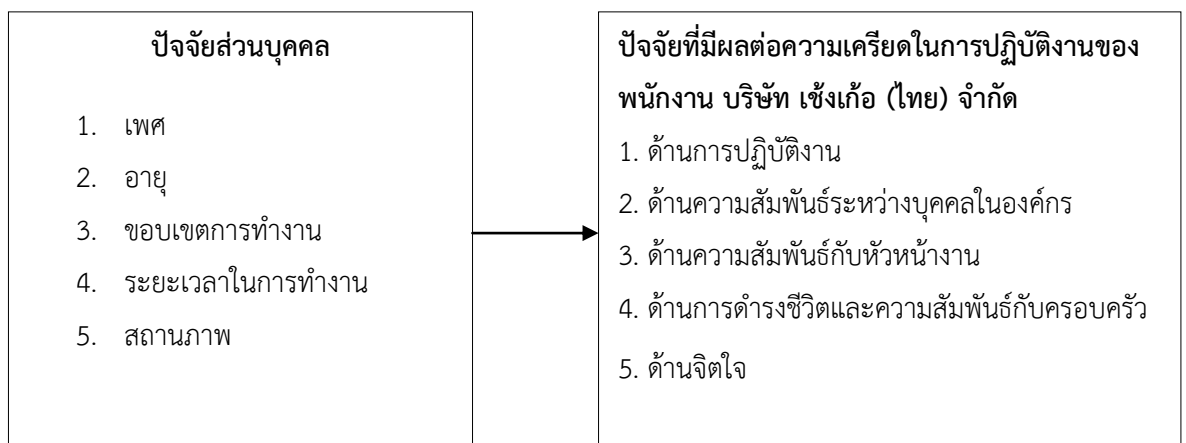 ปัจจัยส่วนบุคคล
1. เพศ
2. อายุ
3. ขอบเขตการทำงาน
4. ระยะเวลาในการทำงาน
5. สถานภาพ
ปัจจัยที่มีผลต่อความเครียดในการปฏิบัติงานของ
พนักงาน บริษัท เช้งเก้อ (ไทย) จำกัด
1. ด้านการปฏิบัติงาน
2. ด้านความสัมพันธ์ระหว่างบุคคลในองค์กร
3. ด้านความสัมพันธ์กับหัวหน้างาน
4. ด้านการดำรงชีวิตและความสัมพันธ์กับครอบครัว
5. ด้านจิตใจ